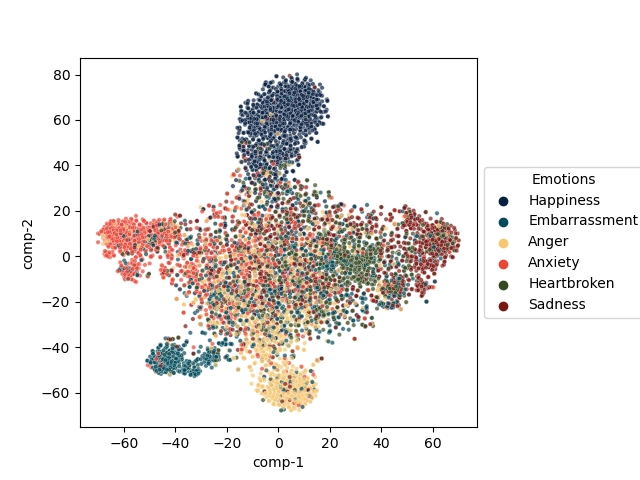 80
60
40
20
0
−20
−40
−60
comp-2
−60 −40 −20 0 20 40 60
comp-1
Emotions
Happiness
Embarrassment
Anger
Anxiety
Heartbroken
Sadness